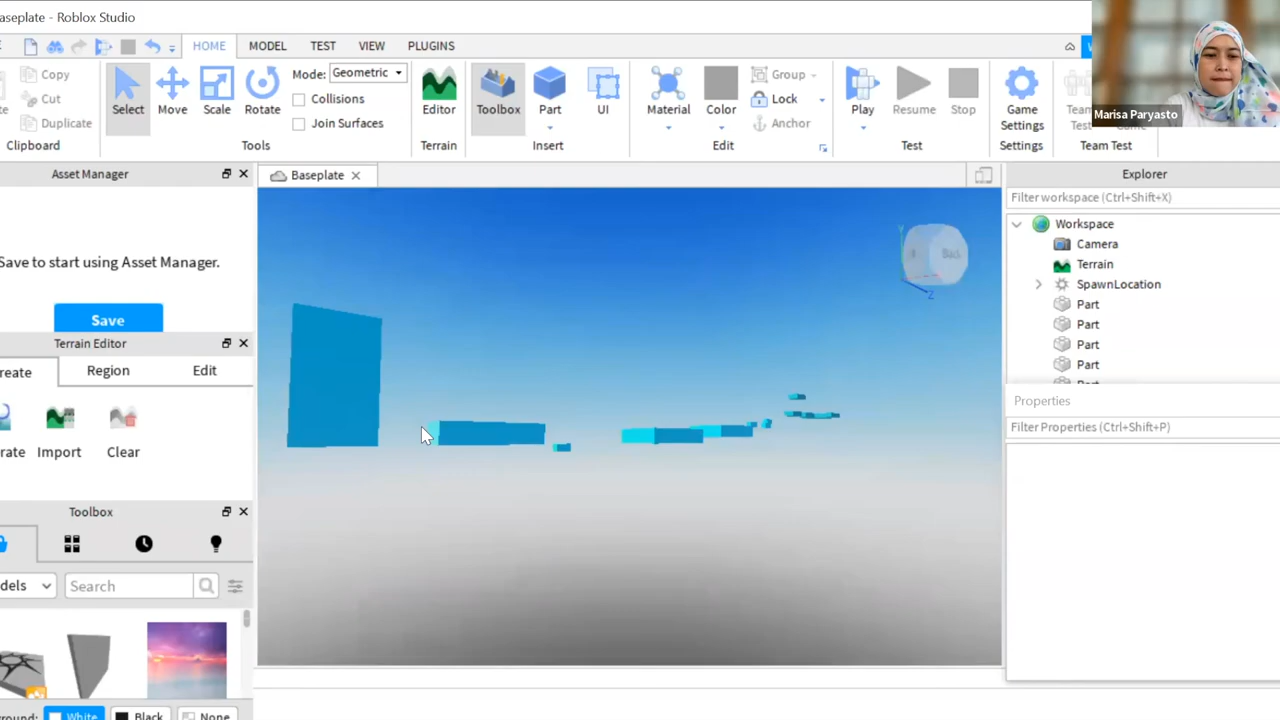 aseplate - Roblox Studio
HOME MODEL TEST VIEW PLUGINS
Copy
Cut
Duplicate
Clipboard
Select
Move
Scale
Rotate
Mode: Geometric
Collisions
Join Surfaces
Tools
Editor
Terrain
Toolbox
Part
UI
Insert
Material
Color
Group
Lock
Anchor
Edit
Play
Resume
Stop
Test
Game
Settings
Settings
Team
Test
Team Test
Marisa Paryasto
Asset Manager
Save to start using Asset Manager.
Save
Terrain Editor
reate Region Edit
rate Import Clear
Toolbox
dels Search
round: White Black None
Baseplate
Back
Z
Explorer
Filter workspace (Ctrl+Shift+X)
Workspace
Camera
Terrain
SpawnLocation
Part
Part
Part
Part
Properties
Filter Properties (Ctrl+Shift+P)